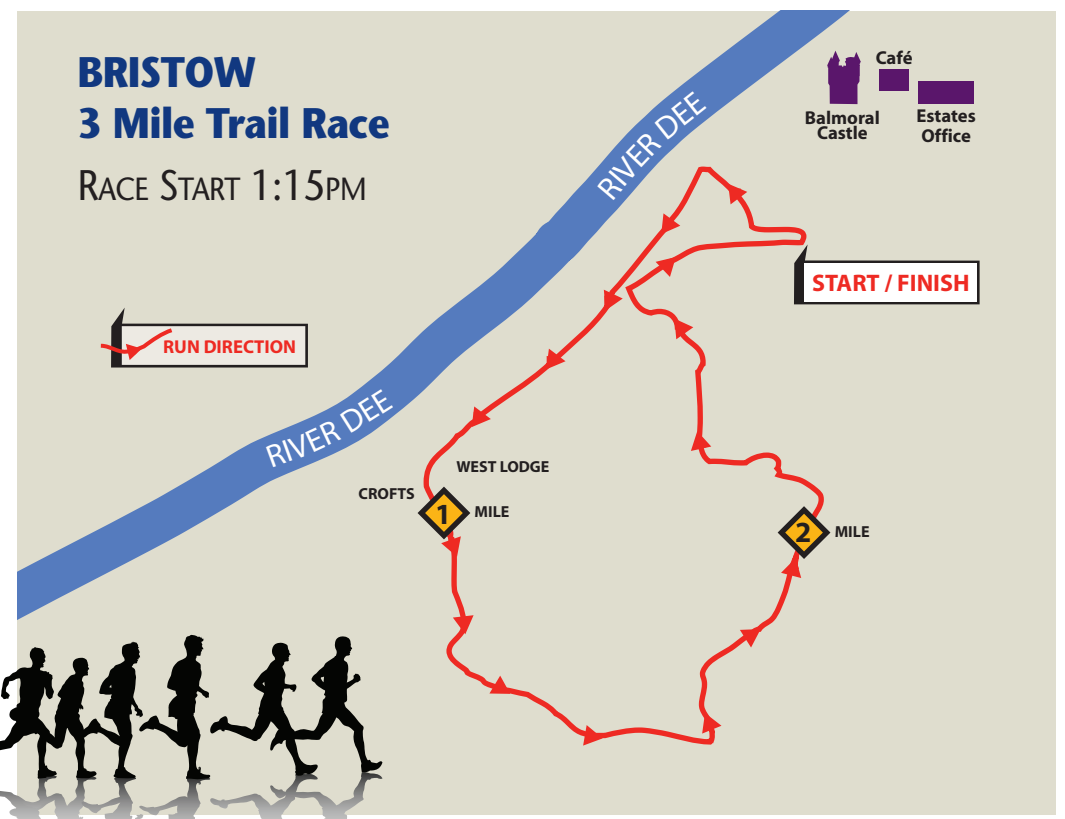 BRISTOW
3 Mile Trail Race
RACE START 1:15PM
Café
Balmoral
Castle
Estates
Office
RIVER DEE
START / FINISH
RUN DIRECTION
RIVER DEE
WEST LODGE
CROFTS
1 MILE
2 MILE